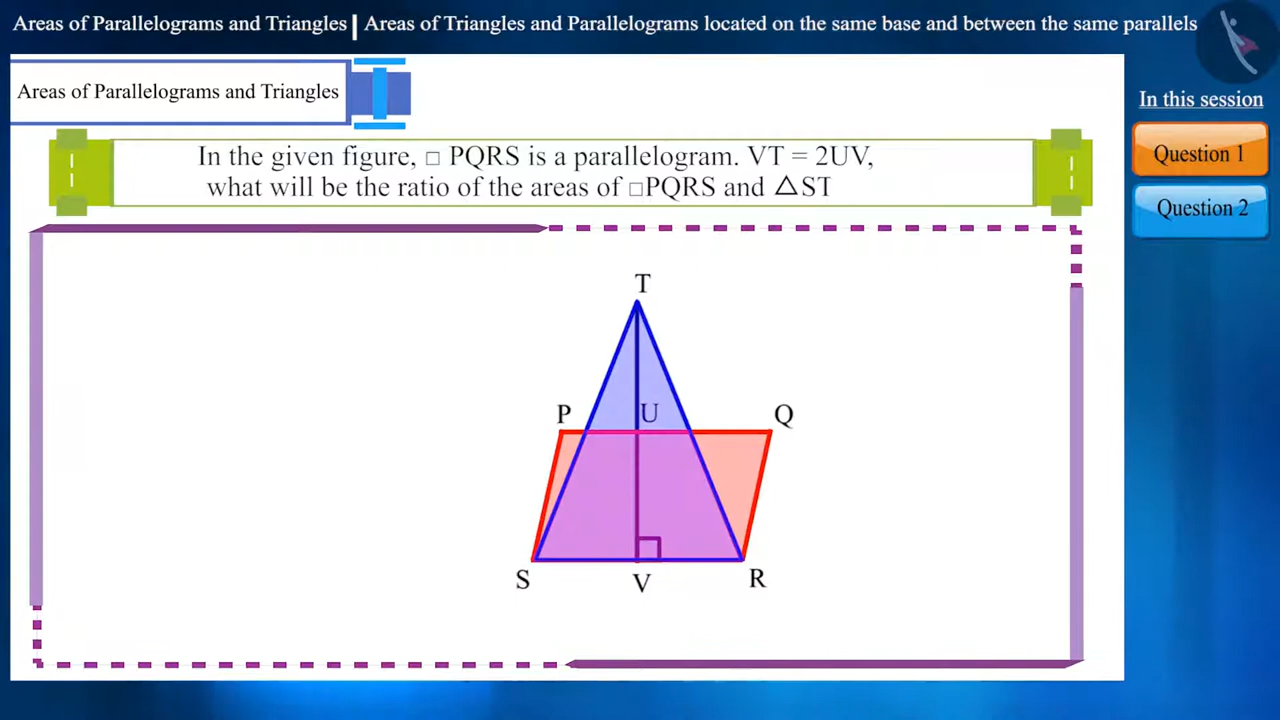 Areas of Parallelograms and Triangles | Areas of Triangles and Parallelograms located on the same base and between the same parallels
Areas of Parallelograms and Triangles
In this session
Question 1
Question 2
In the given figure, □ PQRS is a parallelogram. VT = 2UV,
what will be the ratio of the areas of □PQRS and △ST
T
P U Q
S V R